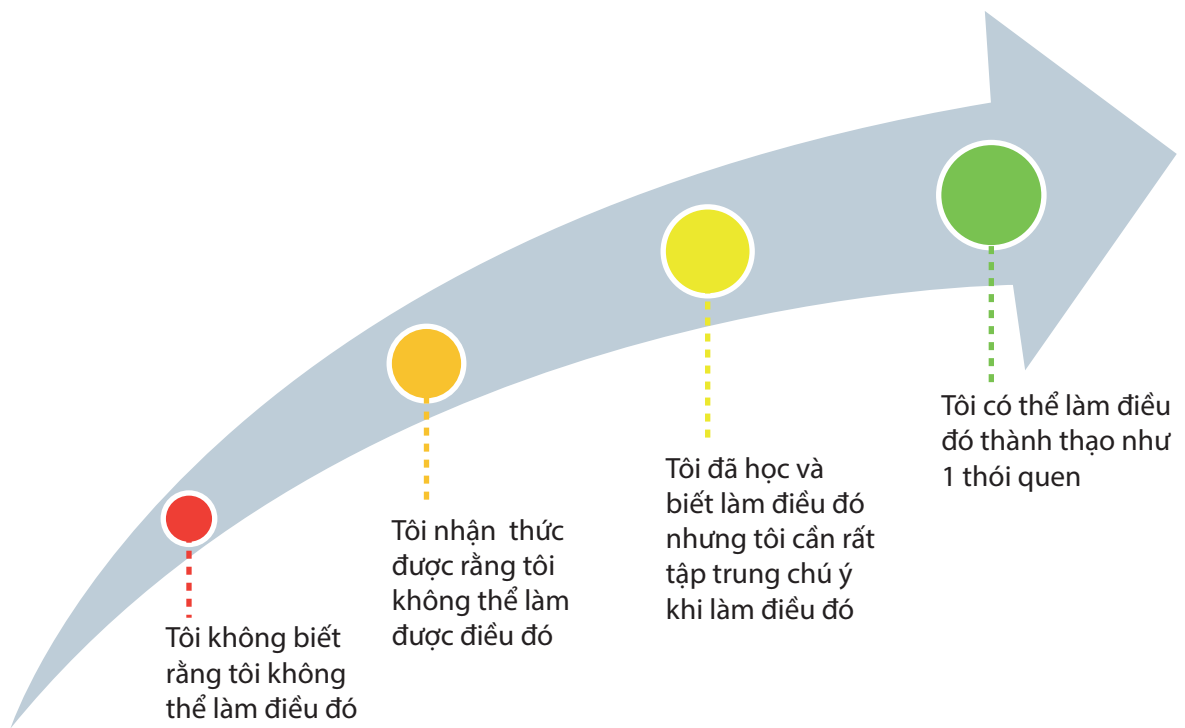 Tôi không biết
rằng tôi không
thể làm điều đó
Tôi nhận thức
được rằng tôi
không thể làm
được điều đó
Tôi đã học và
biết làm điều đó
nhưng tôi cần rất
tập trung chú ý
khi làm điều đó
Tôi có thể làm điều
đó thành thạo như
1 thói quen